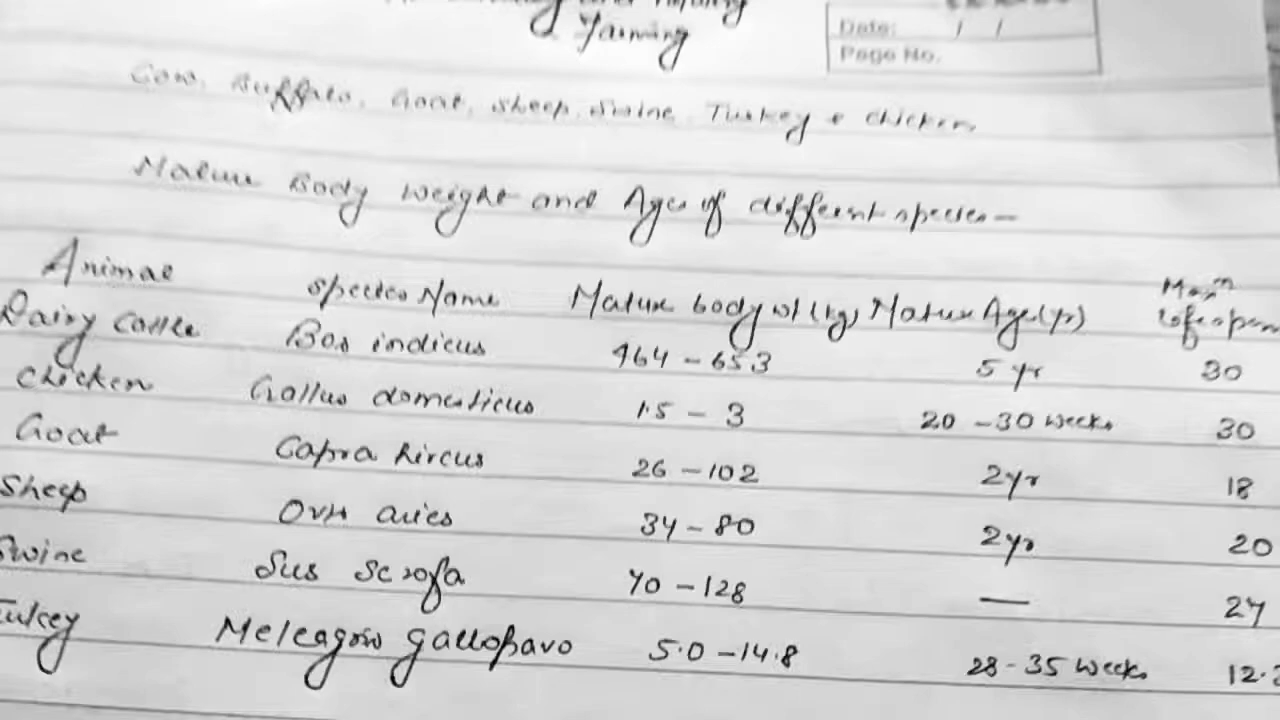 Farming
Date: / /
Page No.
Cow, Buffalo, Goat, Sheep, Swine, Turkey & Chicken
Mature Body Weight and Age of different species —
Animal Species Name Mature body wt (kg) Mature Age (yr) Max^m
Dairy cattle Bos indicus 464 - 653 5 yr 30
Chicken Gallus domesticus 1.5 - 3 20 - 30 weeks 30
Goat Capra hircus 26 - 102 2yr 18
Sheep Ovis aries 34 - 80 2yr 20
Swine Sus scrofa 70 - 128 — 27
Meleagris gallopavo 5.0 - 14.8 28 - 35 weeks